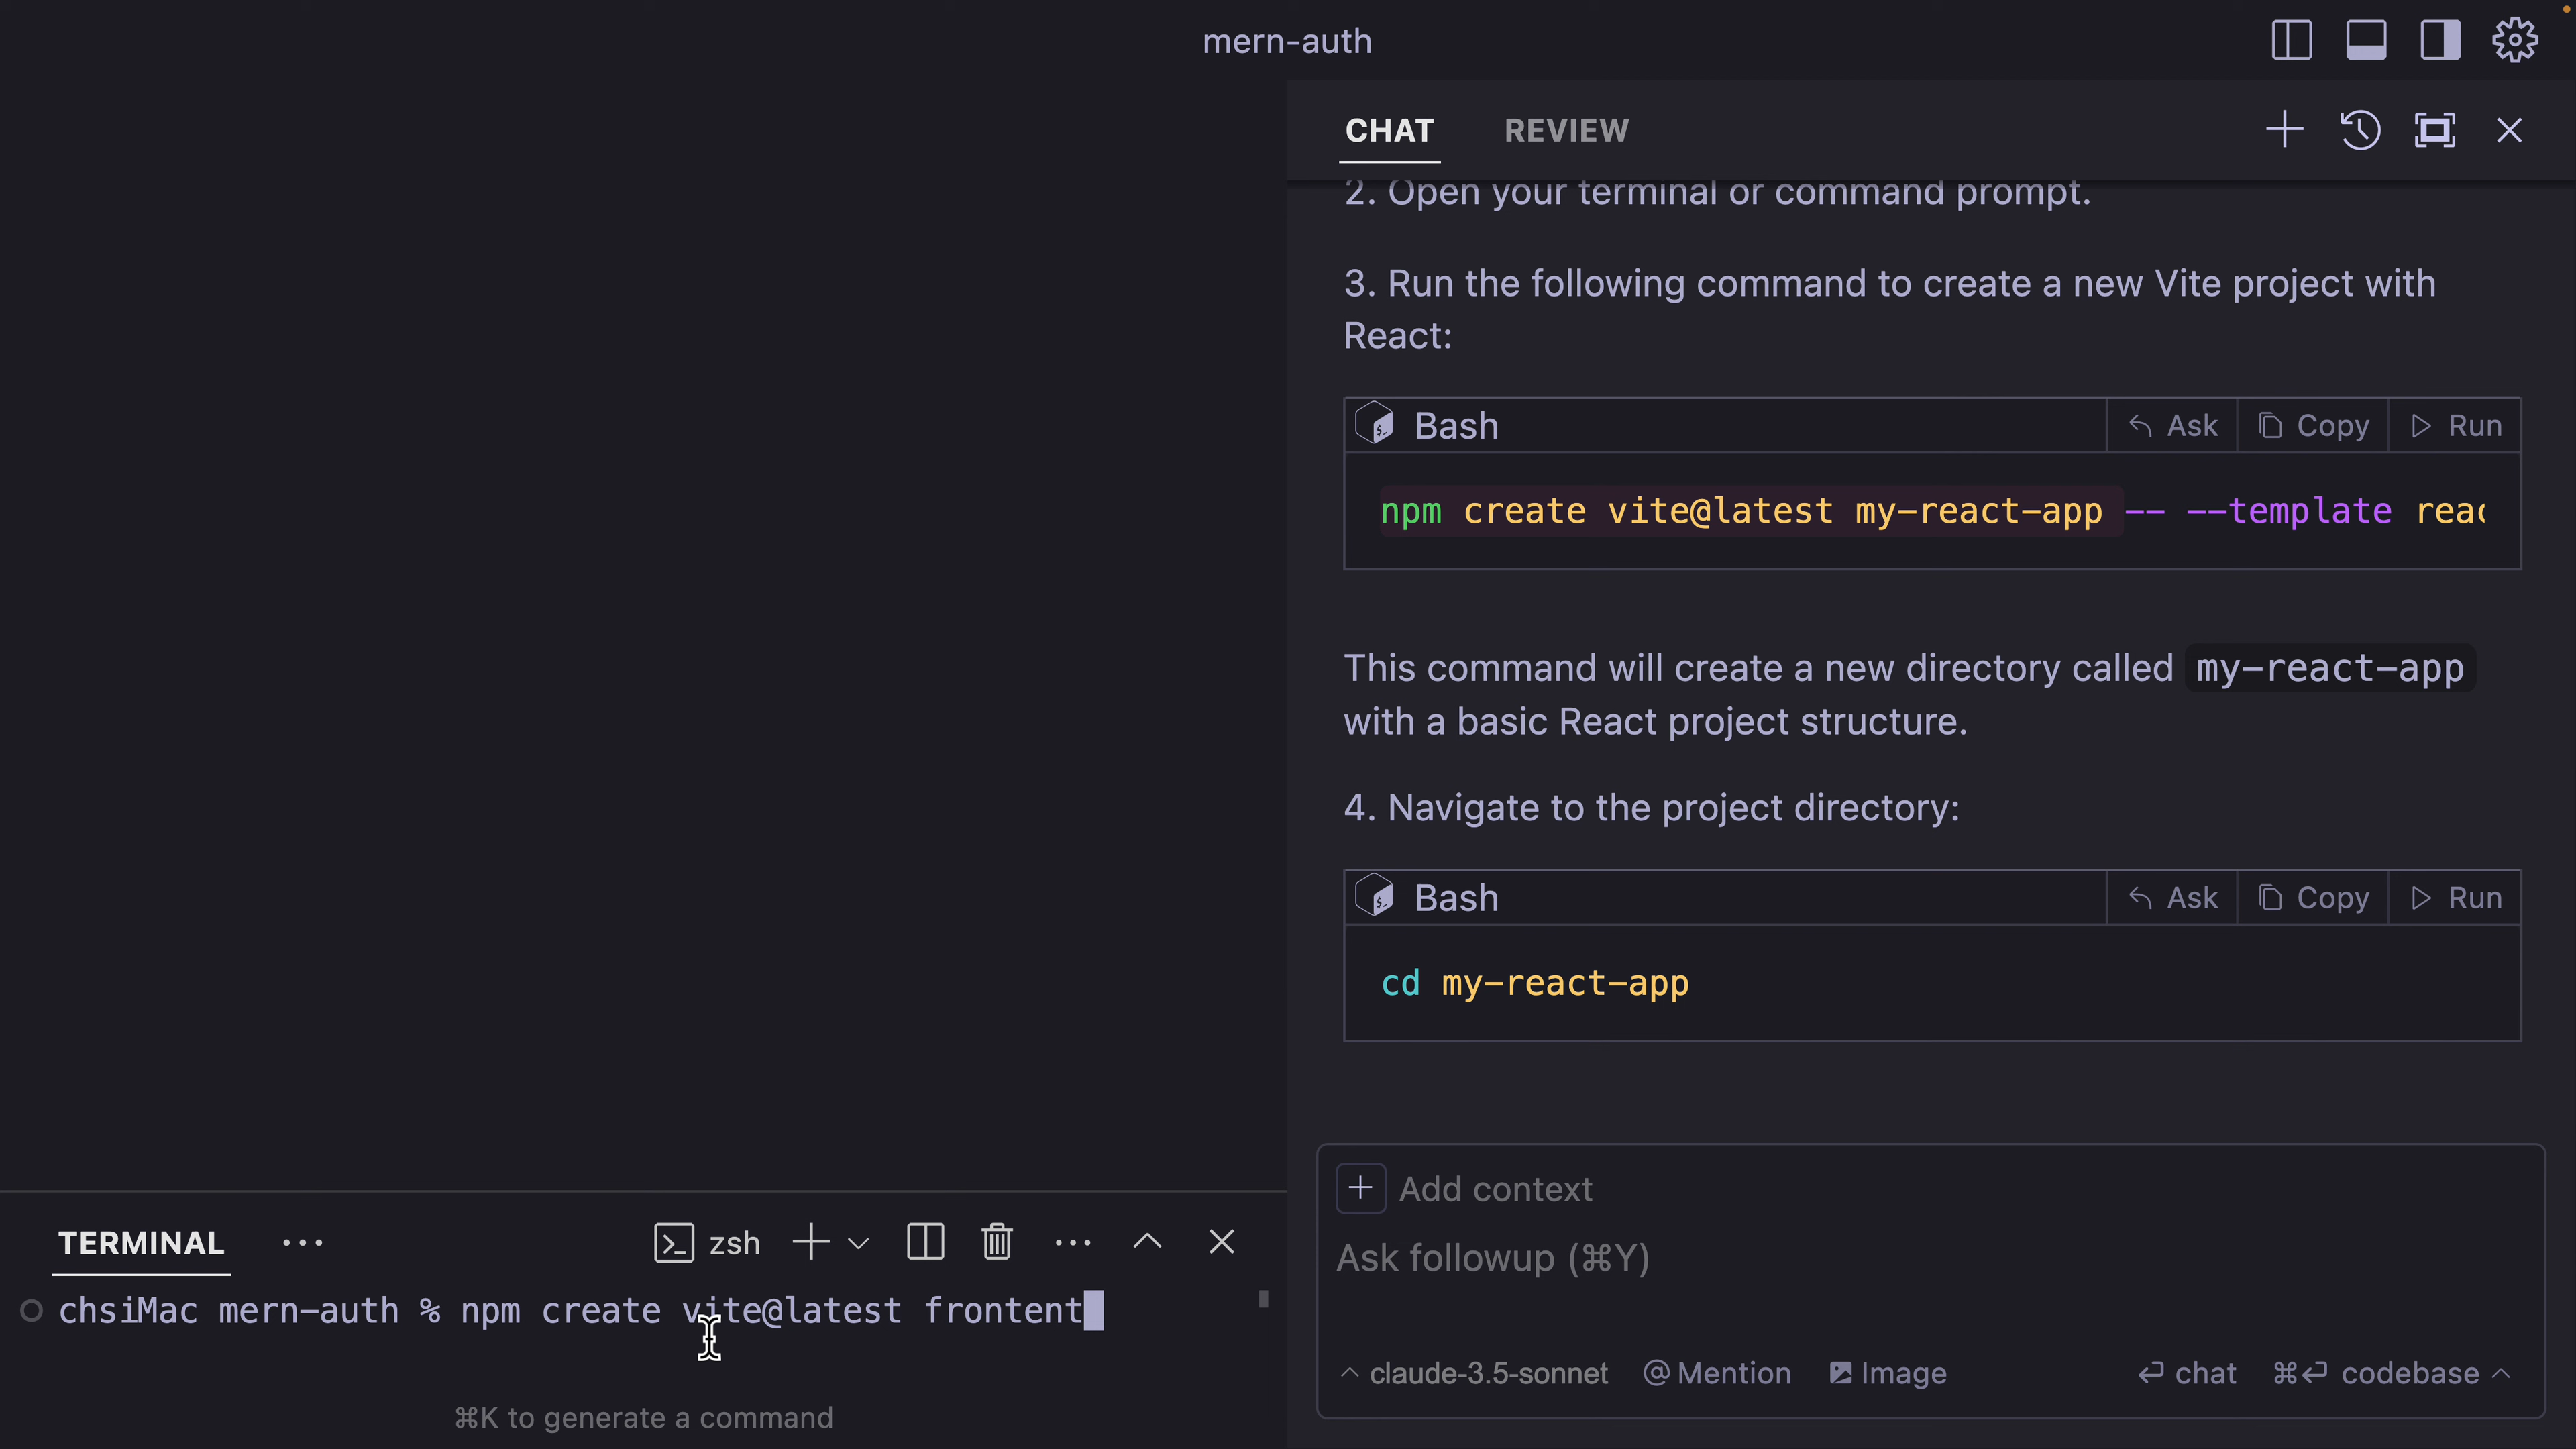 mern-auth
CHAT REVIEW
2. Open your terminal or command prompt.
3. Run the following command to create a new Vite project with
React:
Bash Ask Copy Run
npm create vite@latest my-react-app -- --template reac
This command will create a new directory called my-react-app
with a basic React project structure.
4. Navigate to the project directory:
Bash Ask Copy Run
cd my-react-app
Add context
Ask followup (⌘Y)
claude-3.5-sonnet @ Mention Image chat ⌘⏎ codebase
TERMINAL ··· zsh ···
chsiMac mern-auth % npm create vite@latest frontent
⌘K to generate a command